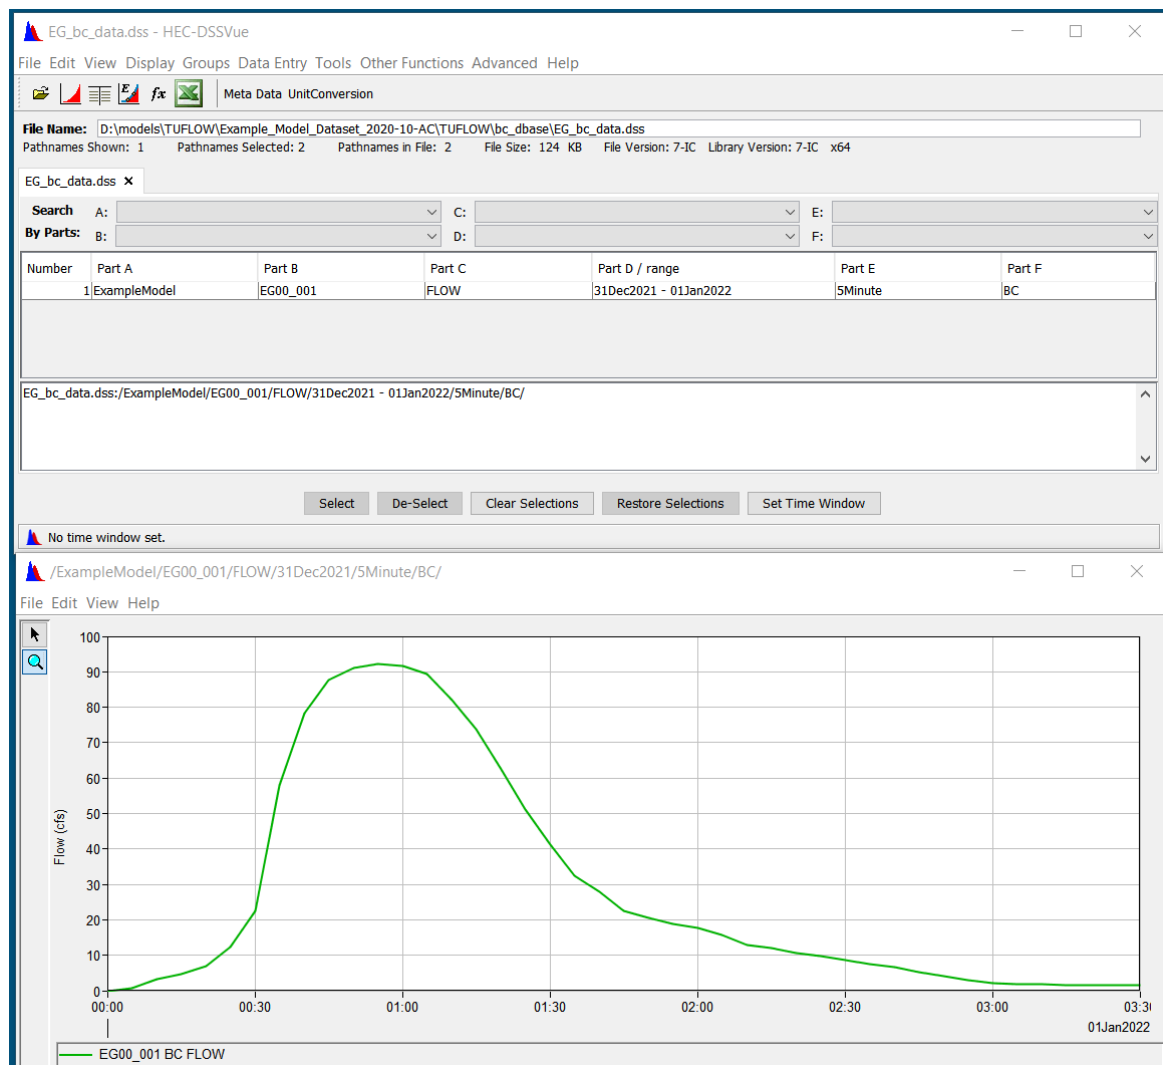 EG_bc_data.dss - HEC-DSSVue
File Edit View Display Groups Data Entry Tools Other Functions Advanced Help
E fx Meta Data UnitConversion
File Name: D:\models\TUFLOW\Example_Model_Dataset_2020-10-AC\TUFLOW\bc_dbase\EG_bc_data.dss
Pathnames Shown: 1 Pathnames Selected: 2 Pathnames in File: 2 File Size: 124 KB File Version: 7-IC Library Version: 7-IC x64
EG_bc_data.dss
Search A: C: E:
By Parts: B: D: F:
Number Part A Part B Part C Part D / range Part E Part F
1 ExampleModel EG00_001 FLOW 31Dec2021 - 01Jan2022 5Minute BC
EG_bc_data.dss:/ExampleModel/EG00_001/FLOW/31Dec2021 - 01Jan2022/5Minute/BC/
Select De-Select Clear Selections Restore Selections Set Time Window
No time window set.
/ExampleModel/EG00_001/FLOW/31Dec2021/5Minute/BC/
File Edit View Help
100
90
80
70
60
50
40
30
20
10
0
Flow (cfs)
00:00 00:30 01:00 01:30 02:00 02:30 03:00 03:3
01Jan2022
EG00_001 BC FLOW